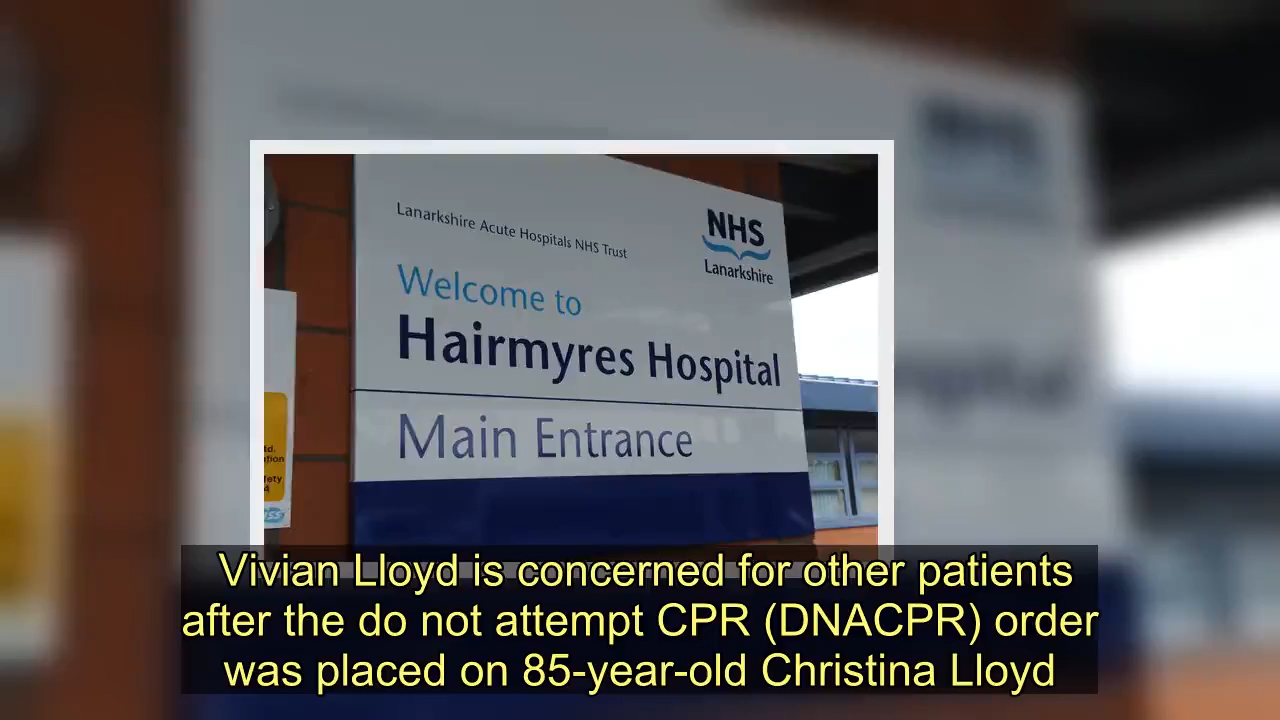 Lanarkshire Acute Hospitals NHS Trust
NHS
Lanarkshire
Welcome to
Hairmyres Hospital
Main Entrance
Vivian Lloyd is concerned for other patients
after the do not attempt CPR (DNACPR) order
was placed on 85-year-old Christina Lloyd